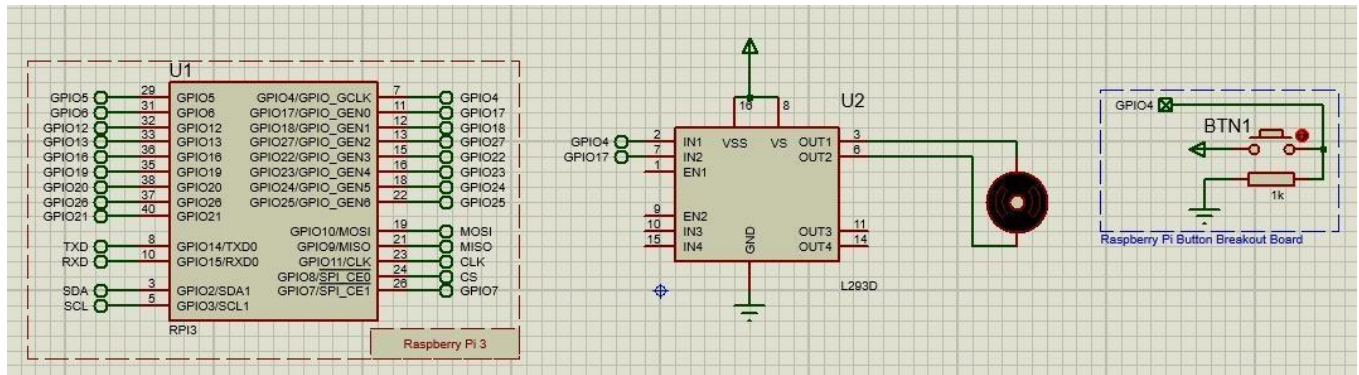 U1
GPIO5 29 GPIO5 GPIO4/GPIO_GCLK 7 GPIO4
GPIO6 31 GPIO6 GPIO17/GPIO_GEN0 11 GPIO17
GPIO12 32 GPIO12 GPIO18/GPIO_GEN1 12 GPIO18
GPIO13 33 GPIO13 GPIO27/GPIO_GEN2 13 GPIO27
GPIO16 36 GPIO16 GPIO22/GPIO_GEN3 15 GPIO22
GPIO19 35 GPIO19 GPIO23/GPIO_GEN4 16 GPIO23
GPIO20 38 GPIO20 GPIO24/GPIO_GEN5 18 GPIO24
GPIO26 37 GPIO26 GPIO25/GPIO_GEN6 22 GPIO25
GPIO21 40 GPIO21
GPIO10/MOSI 19 MOSI
TXD 8 GPIO14/TXD0 GPIO9/MISO 21 MISO
RXD 10 GPIO15/RXD0 GPIO11/CLK 23 CLK
GPIO8/SPI_CE0 24 CS
SDA 3 GPIO2/SDA1 GPIO7/SPI_CE1 26 GPIO7
SCL 5 GPIO3/SCL1
RPI3
Raspberry Pi 3
U2
16 8
GPIO4 2 IN1 VSS VS OUT1 3
GPIO17 7 IN2 OUT2 6
1 EN1
9 EN2
10 IN3 OUT3 11
15 IN4 GND OUT4 14
L293D
GPIO4
BTN1
1k
Raspberry Pi Button Breakout Board